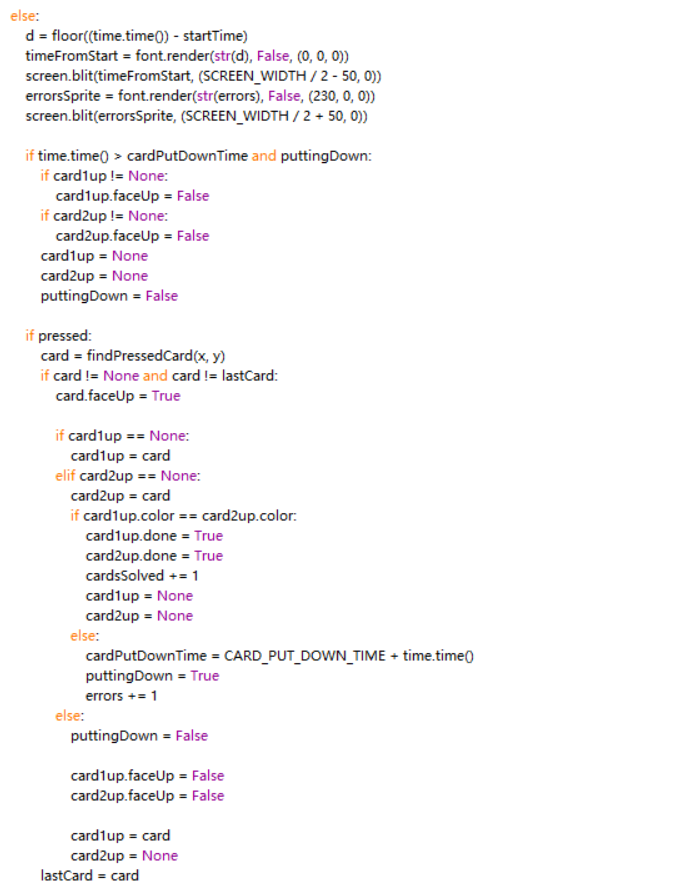 else:
d = floor((time.time()) - startTime)
timeFromStart = font.render(str(d), False, (0, 0, 0))
screen.blit(timeFromStart, (SCREEN_WIDTH / 2 - 50, 0))
errorsSprite = font.render(str(errors), False, (230, 0, 0))
screen.blit(errorsSprite, (SCREEN_WIDTH / 2 + 50, 0))
if time.time() > cardPutDownTime and puttingDown:
if card1up != None:
card1up.faceUp = False
if card2up != None:
card2up.faceUp = False
card1up = None
card2up = None
puttingDown = False
if pressed:
card = findPressedCard(x, y)
if card != None and card != lastCard:
card.faceUp = True
if card1up == None:
card1up = card
elif card2up == None:
card2up = card
if card1up.color == card2up.color:
card1up.done = True
card2up.done = True
cardsSolved += 1
card1up = None
card2up = None
else:
cardPutDownTime = CARD_PUT_DOWN_TIME + time.time()
puttingDown = True
errors += 1
else:
puttingDown = False
card1up.faceUp = False
card2up.faceUp = False
card1up = card
card2up = None
lastCard = card